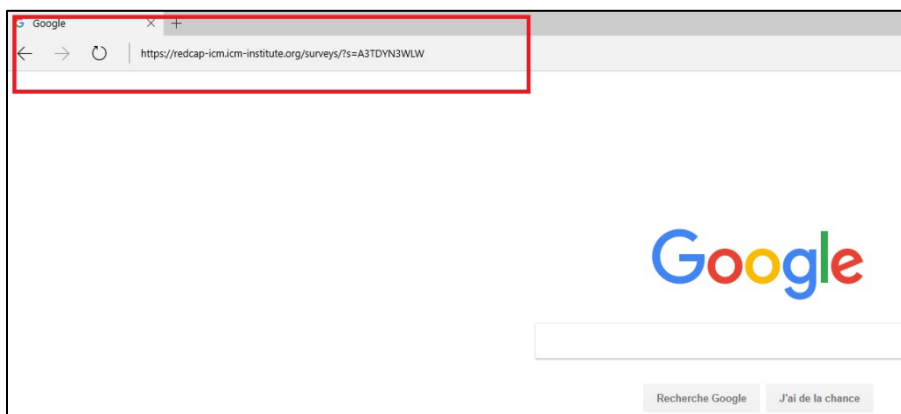 Google
https://redcap-icm.icm-institute.org/surveys/?s=A3TDYN3WLW
Google
Recherche Google J'ai de la chance